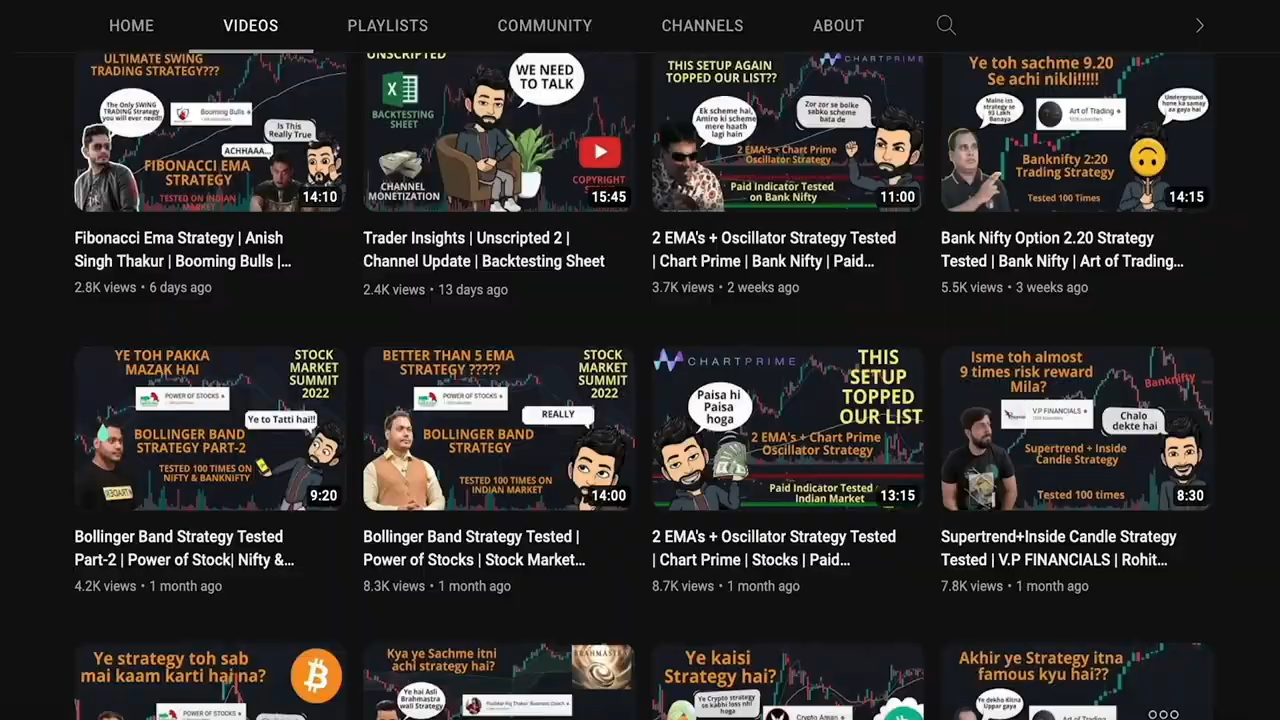 HOME
VIDEOS
PLAYLISTS
COMMUNITY
CHANNELS
ABOUT
ULTIMATE SWING
TRADING STRATEGY???
The Only SWING
TRADING Strategy
you will ever need!!
Booming Bulls
Is This
Really True
ACHHAAA...
FIBONACCI EMA
STRATEGY
TESTED ON INDIAN
MARKET
14:10
UNSCRIPTED
WE NEED
TO TALK
BACKTESTING
SHEET
CHANNEL
MONETIZATION
COPYRIGHT
15:45
THIS SETUP AGAIN
TOPPED OUR LIST??
CHARTPRIME
Ek scheme hai,
Amiro ki scheme
mere haath
lagi hain
Zor zor se bolke
sabko scheme
bata de
2 EMA's + Chart Prime
Oscillator Strategy
Paid Indicator Tested
on Bank Nifty
11:00
Ye toh sachme 9.20
Se achi nikli!!!!!
Maine iss
strategy se
93 Lakh
Banaya
Art of Trading
Underground
hone ka samay
aa gaya hai
Banknifty 2:20
Trading Strategy
Tested 100 Times
14:15
Fibonacci Ema Strategy | Anish
Singh Thakur | Booming Bulls |...
2.8K views • 6 days ago
Trader Insights | Unscripted 2 |
Channel Update | Backtesting Sheet
2.4K views • 13 days ago
2 EMA's + Oscillator Strategy Tested
| Chart Prime | Bank Nifty | Paid...
3.7K views • 2 weeks ago
Bank Nifty Option 2.20 Strategy
Tested | Bank Nifty | Art of Trading...
5.5K views • 3 weeks ago
YE TOH PAKKA
MAZAK HAI
STOCK
MARKET
SUMMIT
2022
POWER OF STOCKS
Ye to Tatti hai!!
BOLLINGER BAND
STRATEGY PART-2
TESTED 100 TIMES ON
NIFTY & BANKNIFTY
9:20
BETTER THAN 5 EMA
STRATEGY ?????
STOCK
MARKET
SUMMIT
2022
POWER OF STOCKS
REALLY
BOLLINGER BAND
STRATEGY
TESTED 100 TIMES ON
INDIAN MARKET
14:00
CHARTPRIME
THIS
SETUP
TOPPED
OUR LIST
Paisa hi
Paisa
hoga
2 EMA's + Chart Prime
Oscillator Strategy
Paid Indicator Tested
Indian Market
13:15
Isme toh almost
9 times risk reward
Mila?
Banknifty
V.P FINANCIALS
Chalo
dekte hai
Supertrend + Inside
Candle Strategy
Tested 100 times
8:30
Bollinger Band Strategy Tested
Part-2 | Power of Stock| Nifty &...
4.2K views • 1 month ago
Bollinger Band Strategy Tested |
Power of Stocks | Stock Market...
8.3K views • 1 month ago
2 EMA's + Oscillator Strategy Tested
| Chart Prime | Stocks | Paid...
8.7K views • 1 month ago
Supertrend+Inside Candle Strategy
Tested | V.P FINANCIALS | Rohit...
7.8K views • 1 month ago
Ye strategy toh sab
mai kaam karti hai na?
POWER OF STOCKS
Kya ye Sachme itni
achi strategy hai?
Ye hai Asli
Brahmastra
wali Strategy
Ye kaisi
Strategy hai?
Ye Crypto strategy
se kabhi loss nhi
hoga
Crypto Aman
Akhir ye Strategy itna
famous kyu hai??
Ye dekho Kitna
Uppar gaya
Art of Trading